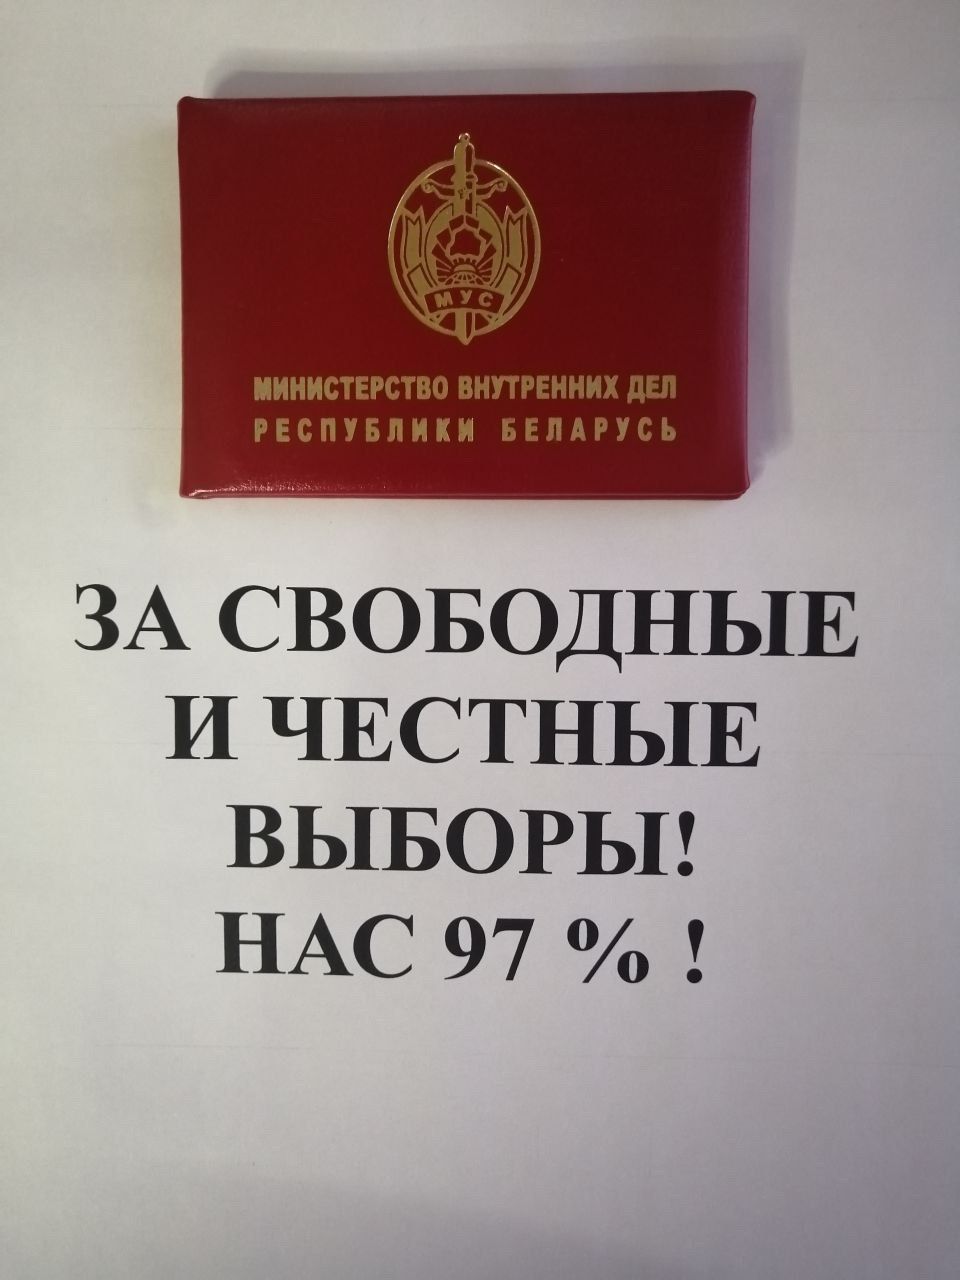 МУС
МИНИСТЕРСТВО ВНУТРЕННИХ ДЕЛ
РЕСПУБЛИКИ БЕЛАРУСЬ
ЗА СВОБОДНЫЕ
И ЧЕСТНЫЕ
ВЫБОРЫ!
НАС 97 % !